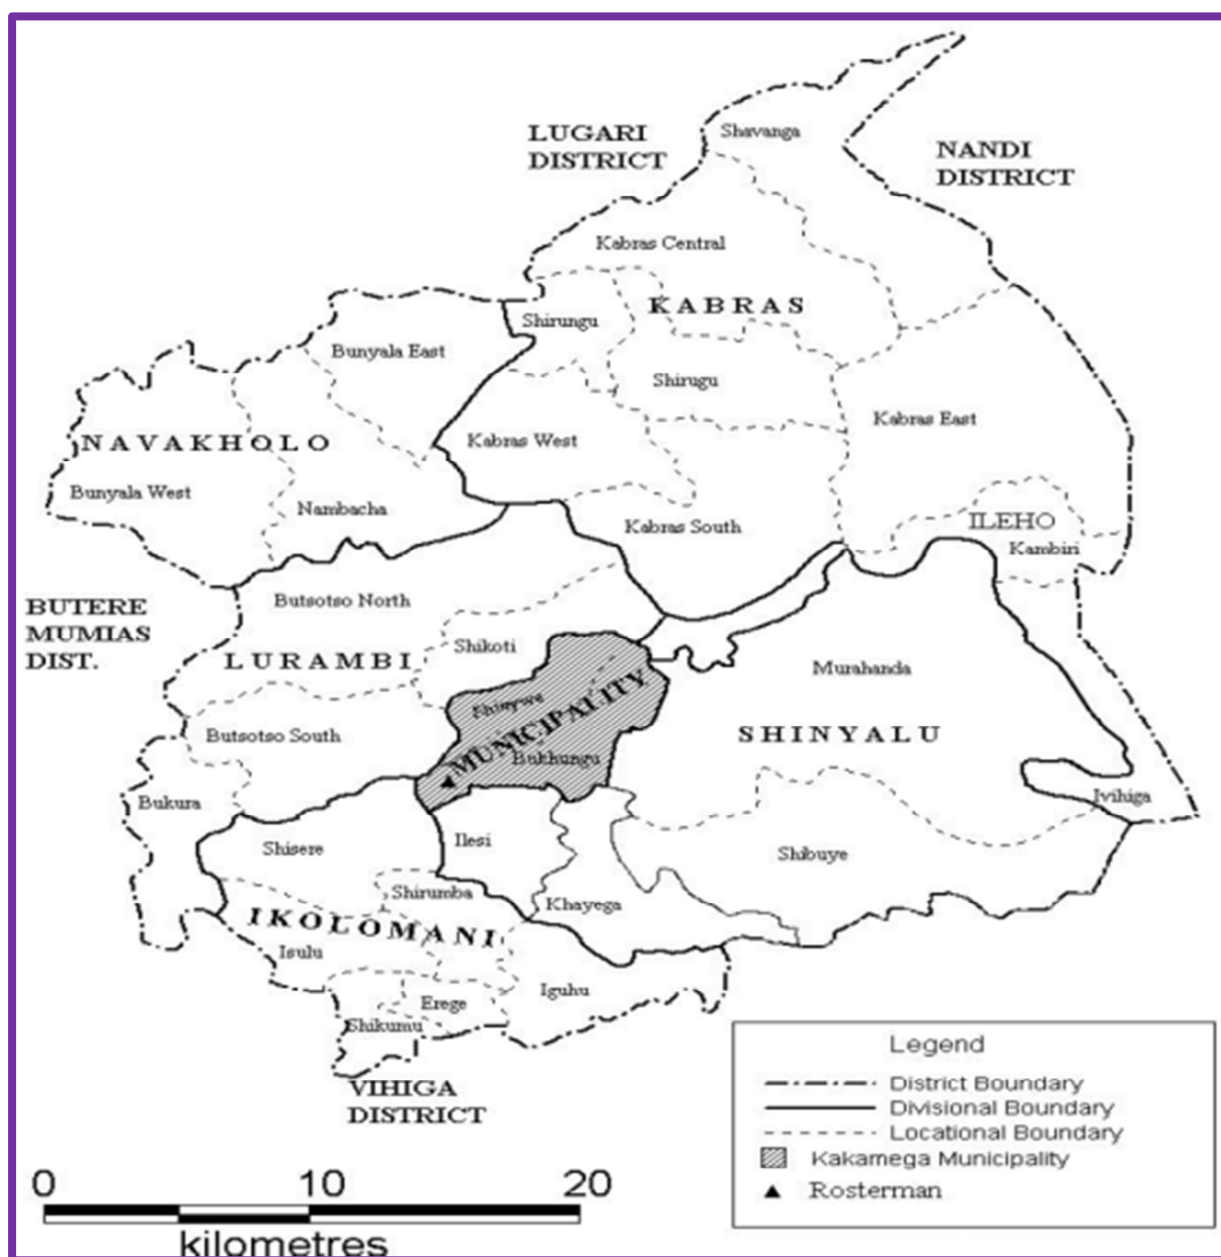 LUGARI
DISTRICT
Shavanga
NANDI
DISTRICT
Kabras Central
KABRAS
Shirungu
Bunyala East
Shirugu
Kabras East
NAVAKHOLO
Kabras West
Bunyala West
Nambacha
Kabras South
ILEHO
Kambiri
BUTERE
MUMIAS
DIST.
Butsotso North
Shikoti
LURAMBI
Murahanda
Shinywe
MUNICIPALITY
Butsotso South
SHINYALU
Bukhungu
Bukura
Ivihiga
Shisere
Ilesi
Shibuye
Shirumba
Khayega
IKOLOMANI
Isulu
Iguhu
Erege
Shikumu
VIHIGA
DISTRICT
Legend
District Boundary
Divisional Boundary
Locational Boundary
Kakamega Municipality
Rosterman
0 10 20
kilometres